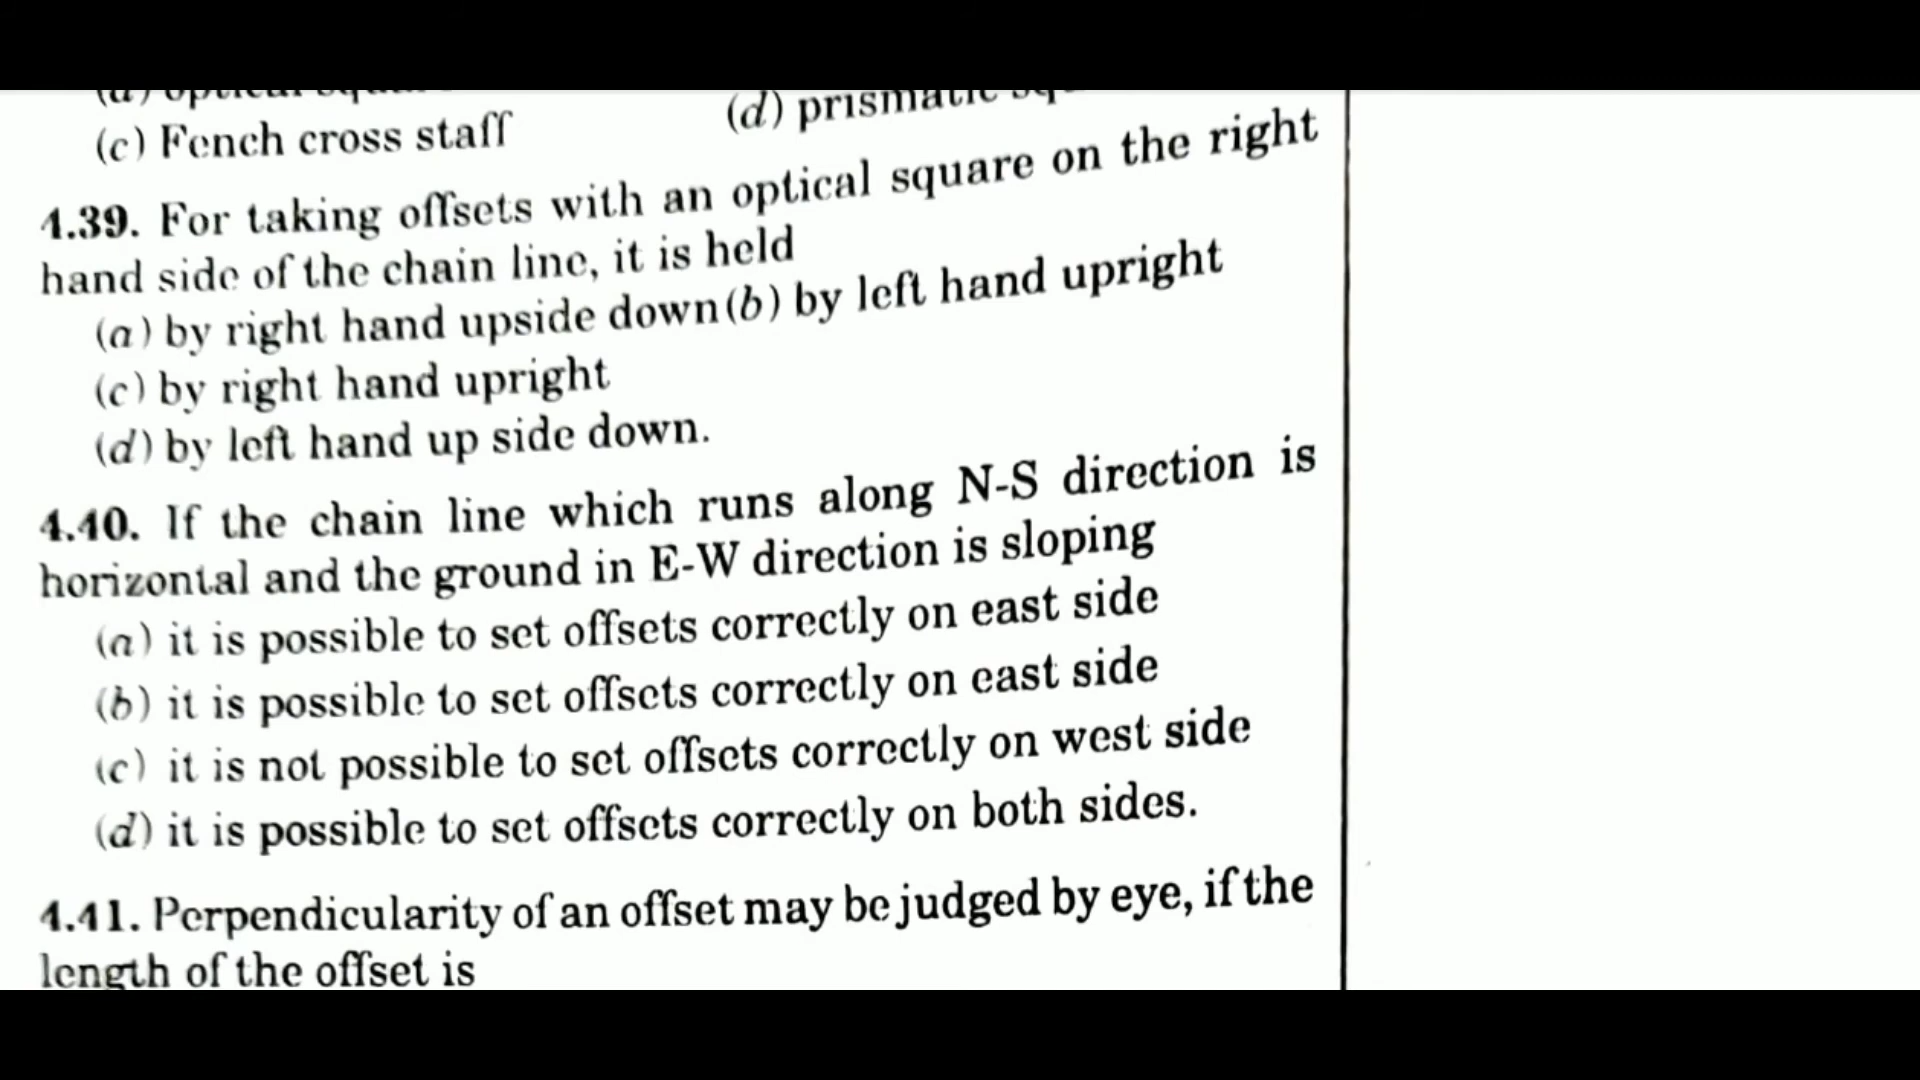 (a) optical
(c) Fench cross staff
(d) prismatic
4.39. For taking offsets with an optical square on the right
hand side of the chain line, it is held
(a) by right hand upside down (b) by left hand upright
(c) by right hand upright
(d) by left hand up side down.
4.40. If the chain line which runs along N-S direction is
horizontal and the ground in E-W direction is sloping
(a) it is possible to set offsets correctly on east side
(b) it is possible to set offsets correctly on east side
(c) it is not possible to set offsets correctly on west side
(d) it is possible to set offsets correctly on both sides.
4.41. Perpendicularity of an offset may be judged by eye, if the
length of the offset is